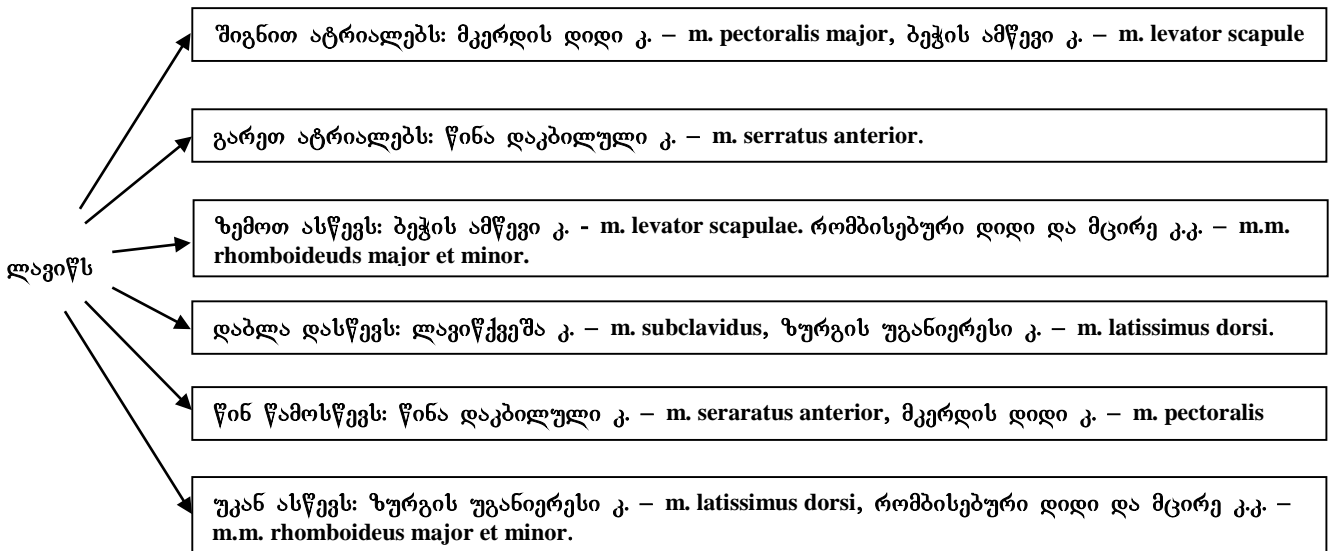 შიგნით ატრიალებს: მკერდის დიდი კ. – m. pectoralis major, ბეჭის ამწევი კ. – m. levator scapule
გარეთ ატრიალებს: წინა დაკბილული კ. – m. serratus anterior.
ზემოთ ასწევს: ბეჭის ამწევი კ. - m. levator scapulae. რომბისებური დიდი და მცირე კ.კ. – m.m.
rhomboideuds major et minor.
ლავიწს
დაბლა დასწევს: ლავიწქვეშა კ. – m. subclavidus, ზურგის უგანიერესი კ. – m. latissimus dorsi.
წინ წამოსწევს: წინა დაკბილული კ. – m. seraratus anterior, მკერდის დიდი კ. – m. pectoralis
უკან ასწევს: ზურგის უგანიერესი კ. – m. latissimus dorsi, რომბისებური დიდი და მცირე კ.კ. –
m.m. rhomboideus major et minor.